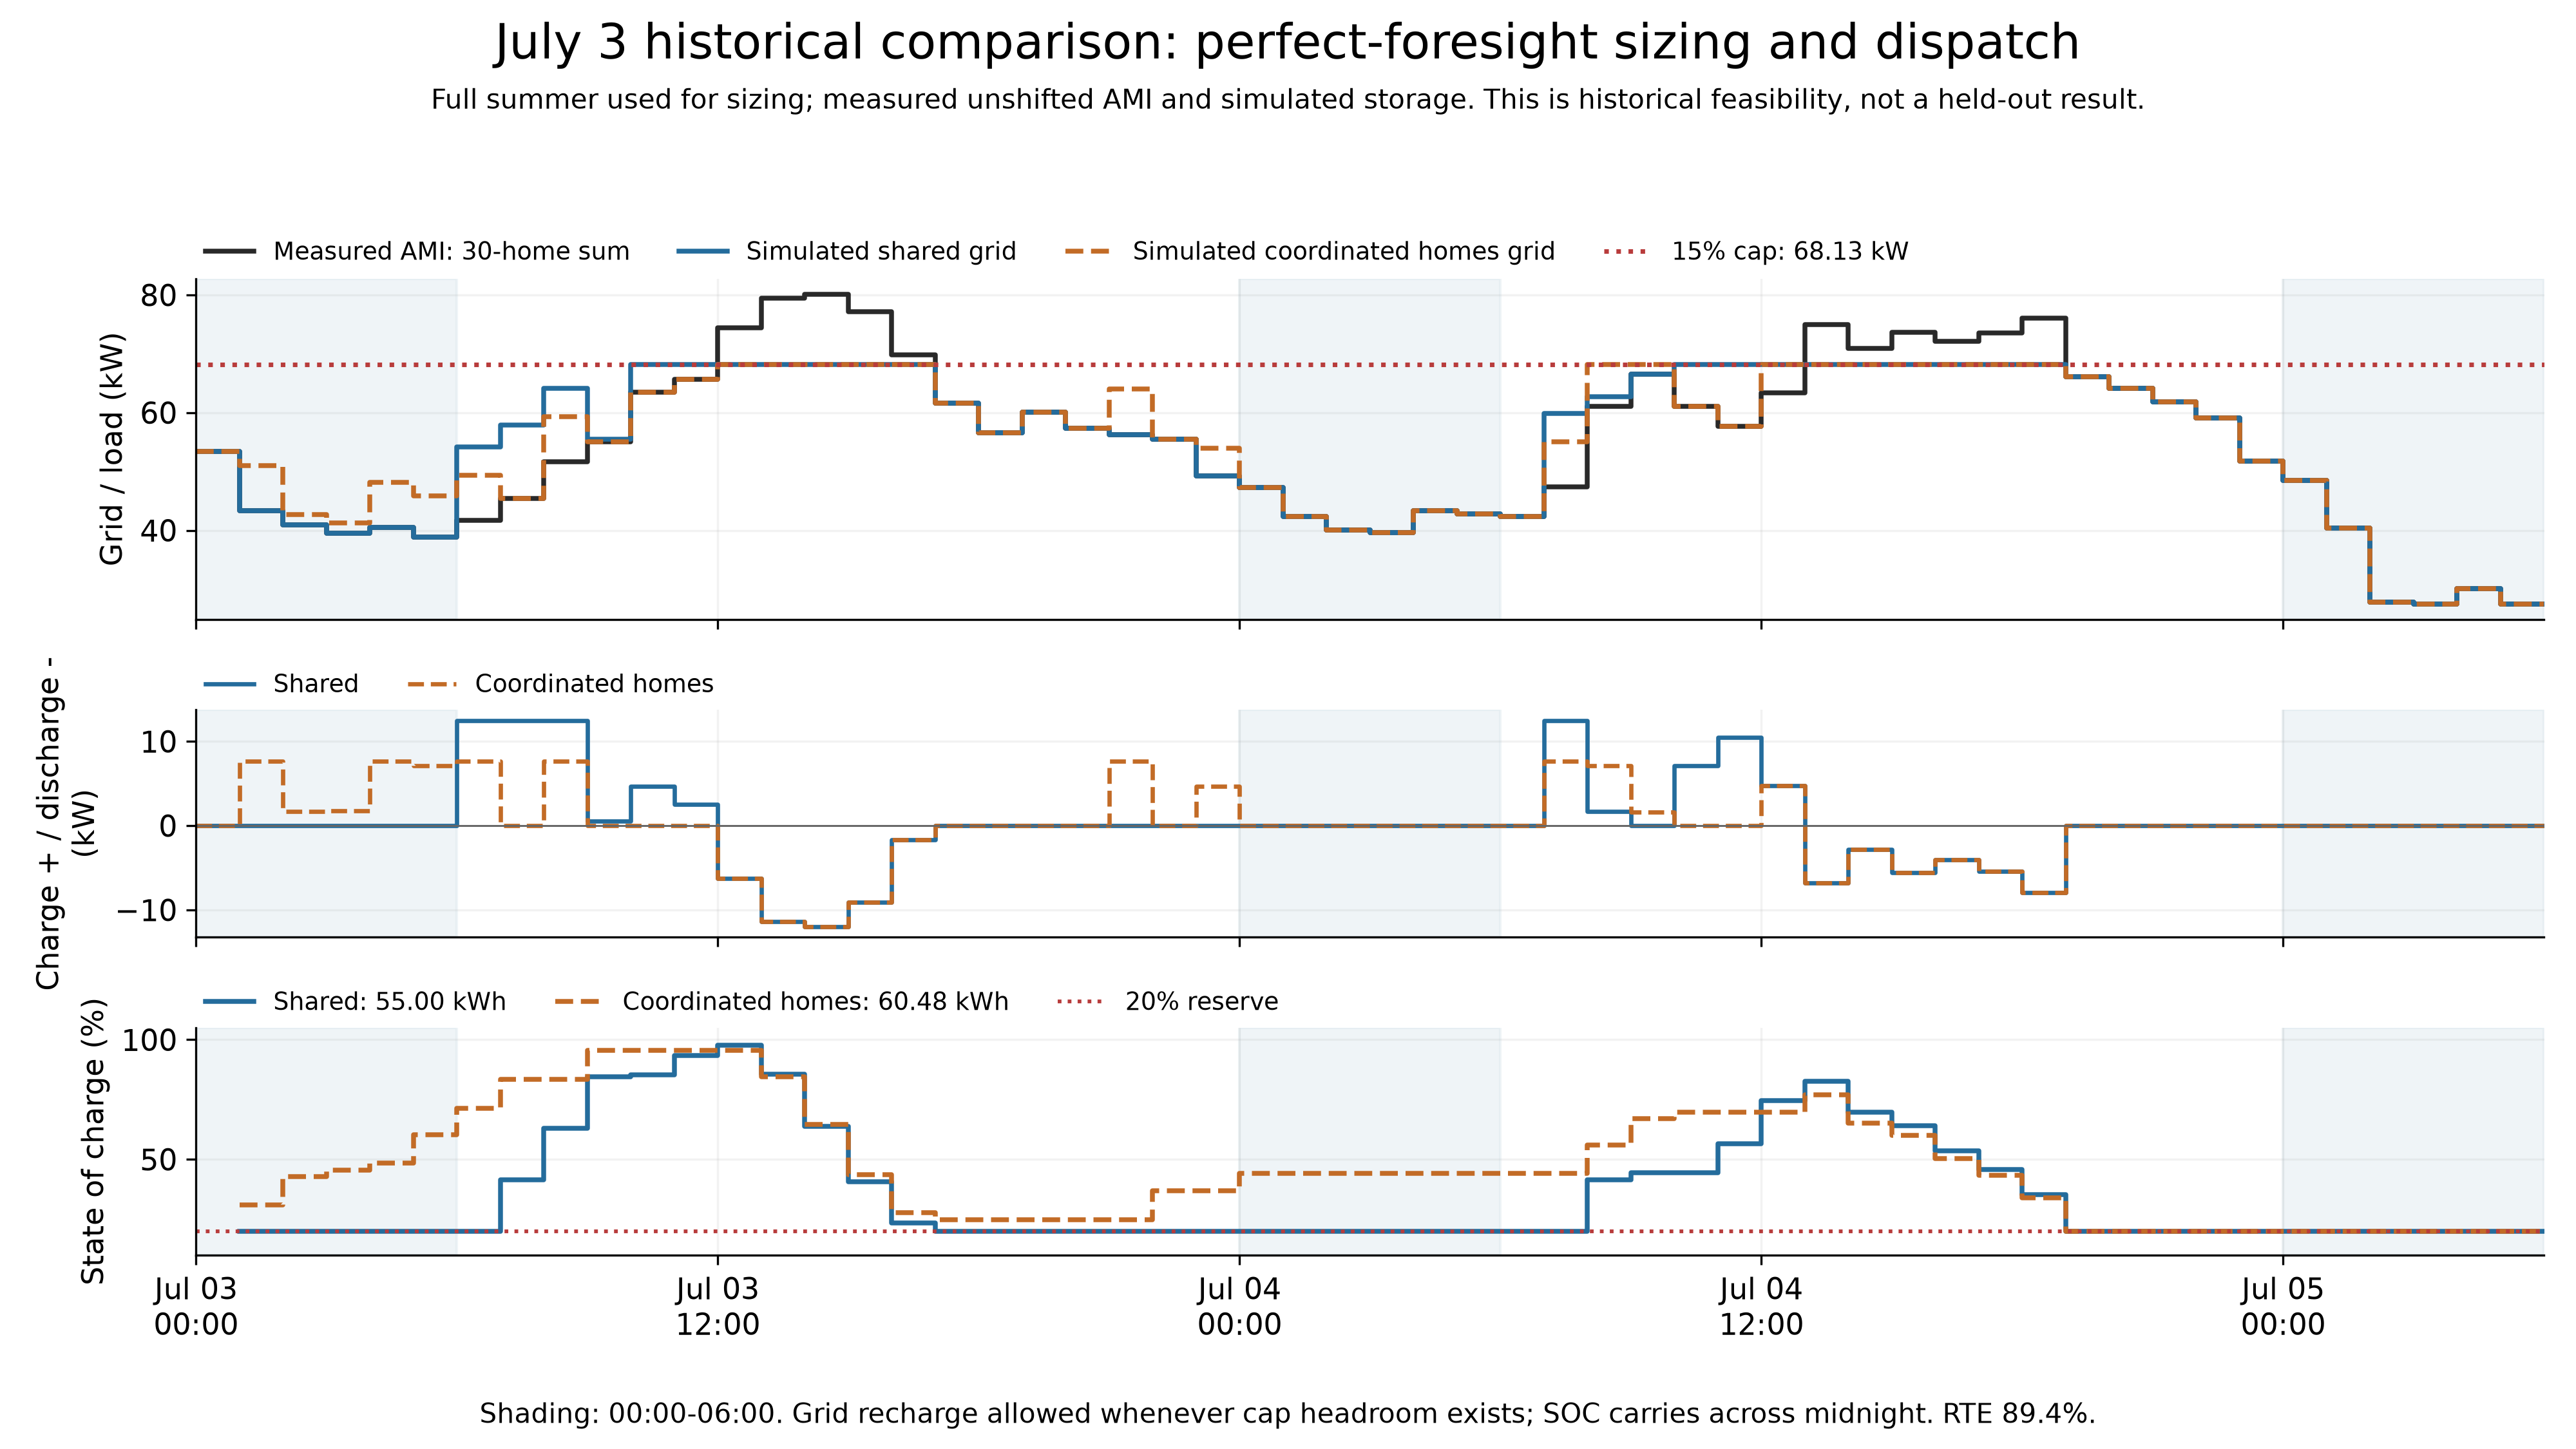 July 3 historical comparison: perfect-foresight sizing and dispatch
Full summer used for sizing; measured unshifted AMI and simulated storage. This is historical feasibility, not a held-out result.
Measured AMI: 30-home sum
Simulated shared grid
Simulated coordinated homes grid
15% cap: 68.13 kW
Grid / load (kW)
80
60
40
Shared
Coordinated homes
Charge + / discharge -
(kW)
10
0
−10
Shared: 55.00 kWh
Coordinated homes: 60.48 kWh
20% reserve
State of charge (%)
100
50
Jul 03
00:00
Jul 03
12:00
Jul 04
00:00
Jul 04
12:00
Jul 05
00:00
Shading: 00:00-06:00. Grid recharge allowed whenever cap headroom exists; SOC carries across midnight. RTE 89.4%.